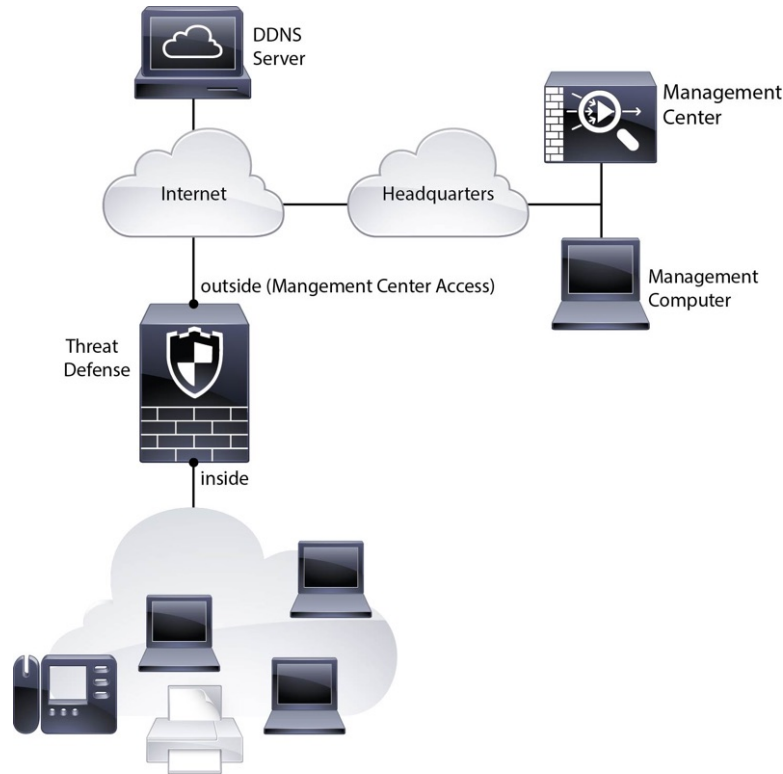 DDNS
Server
Management
Center
Internet
Headquarters
outside (Mangement Center Access)
Management
Computer
Threat
Defense
inside